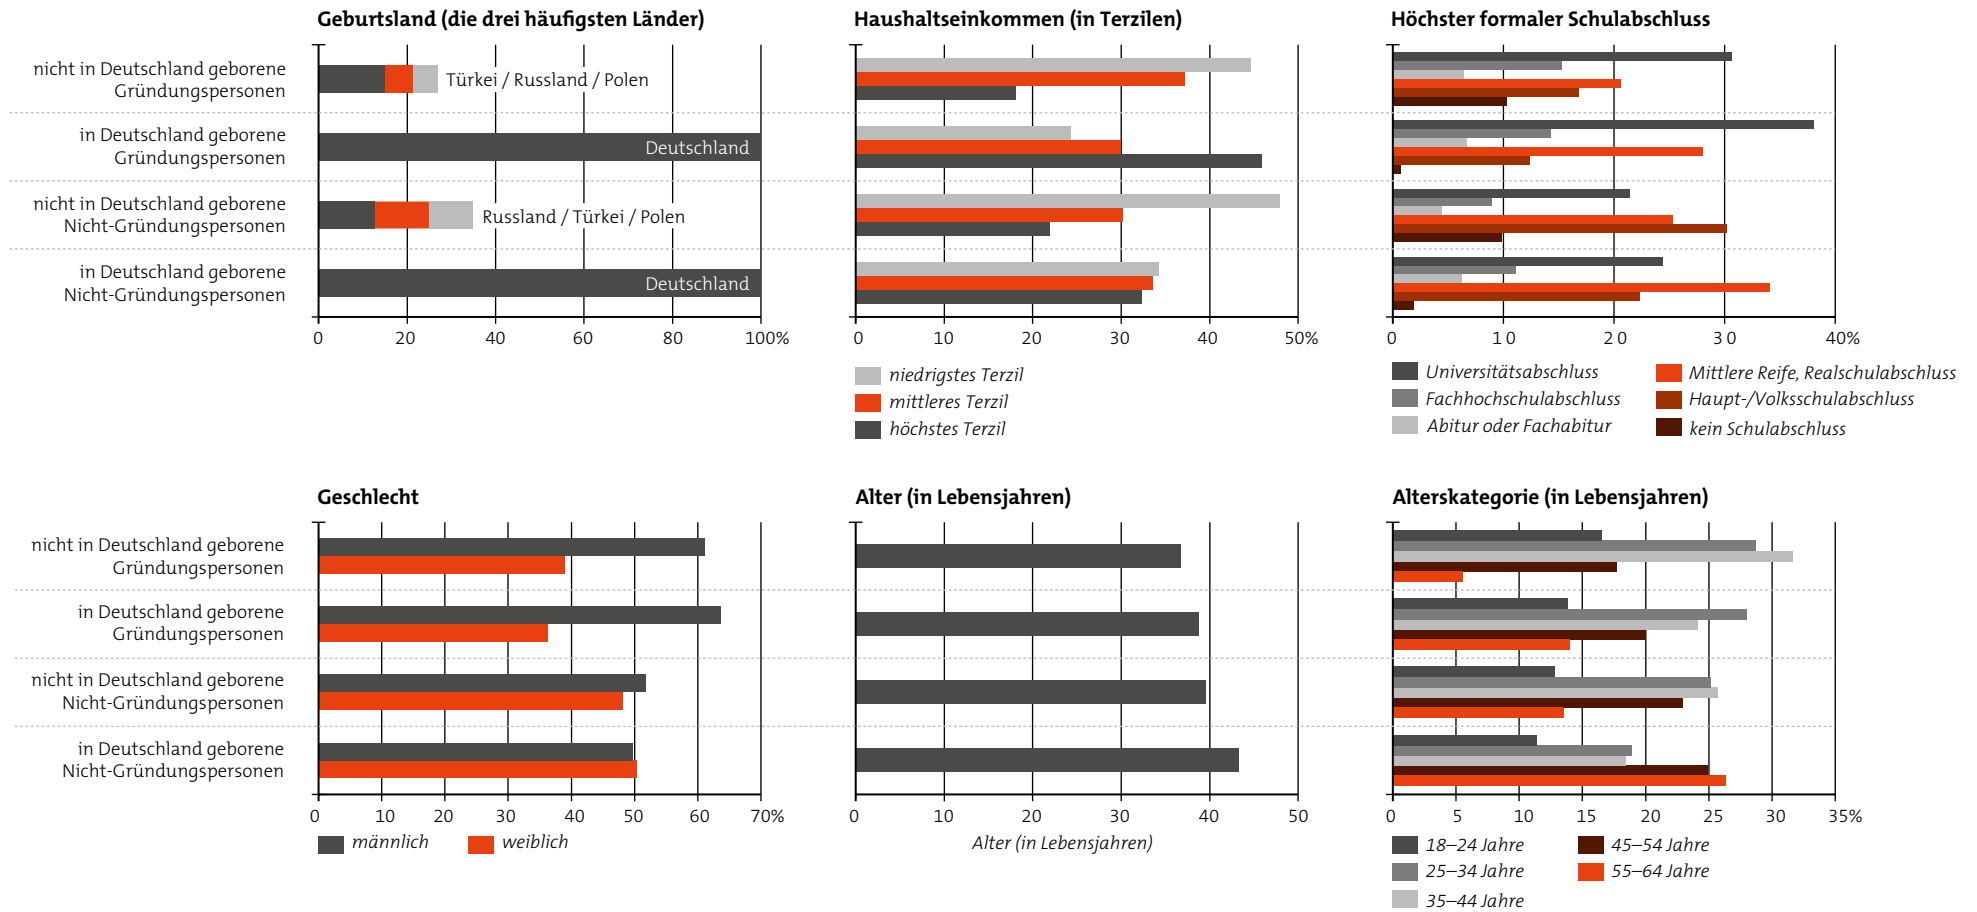 Geburtsland (die drei häufigsten Länder)
nicht in Deutschland geborene
Gründungspersonen
Türkei / Russland / Polen
in Deutschland geborene
Gründungspersonen
Deutschland
nicht in Deutschland geborene
Nicht-Gründungspersonen
Russland / Türkei / Polen
in Deutschland geborene
Nicht-Gründungspersonen
Deutschland
0 20 40 60 80 100%
Haushaltseinkommen (in Terzilen)
0 10 20 30 40 50%
niedrigstes Terzil
mittleres Terzil
höchstes Terzil
Höchster formaler Schulabschluss
0 10 20 30 40%
Universitätsabschluss
Fachhochschulabschluss
Abitur oder Fachabitur
Mittlere Reife, Realschulabschluss
Haupt-/Volksschulabschluss
kein Schulabschluss
Geschlecht
nicht in Deutschland geborene
Gründungspersonen
in Deutschland geborene
Gründungspersonen
nicht in Deutschland geborene
Nicht-Gründungspersonen
in Deutschland geborene
Nicht-Gründungspersonen
0 10 20 30 40 50 60 70%
männlich
weiblich
Alter (in Lebensjahren)
0 10 20 30 40 50
Alter (in Lebensjahren)
Alterskategorie (in Lebensjahren)
0 5 10 15 20 25 30 35%
18–24 Jahre
25–34 Jahre
35–44 Jahre
45–54 Jahre
55–64 Jahre